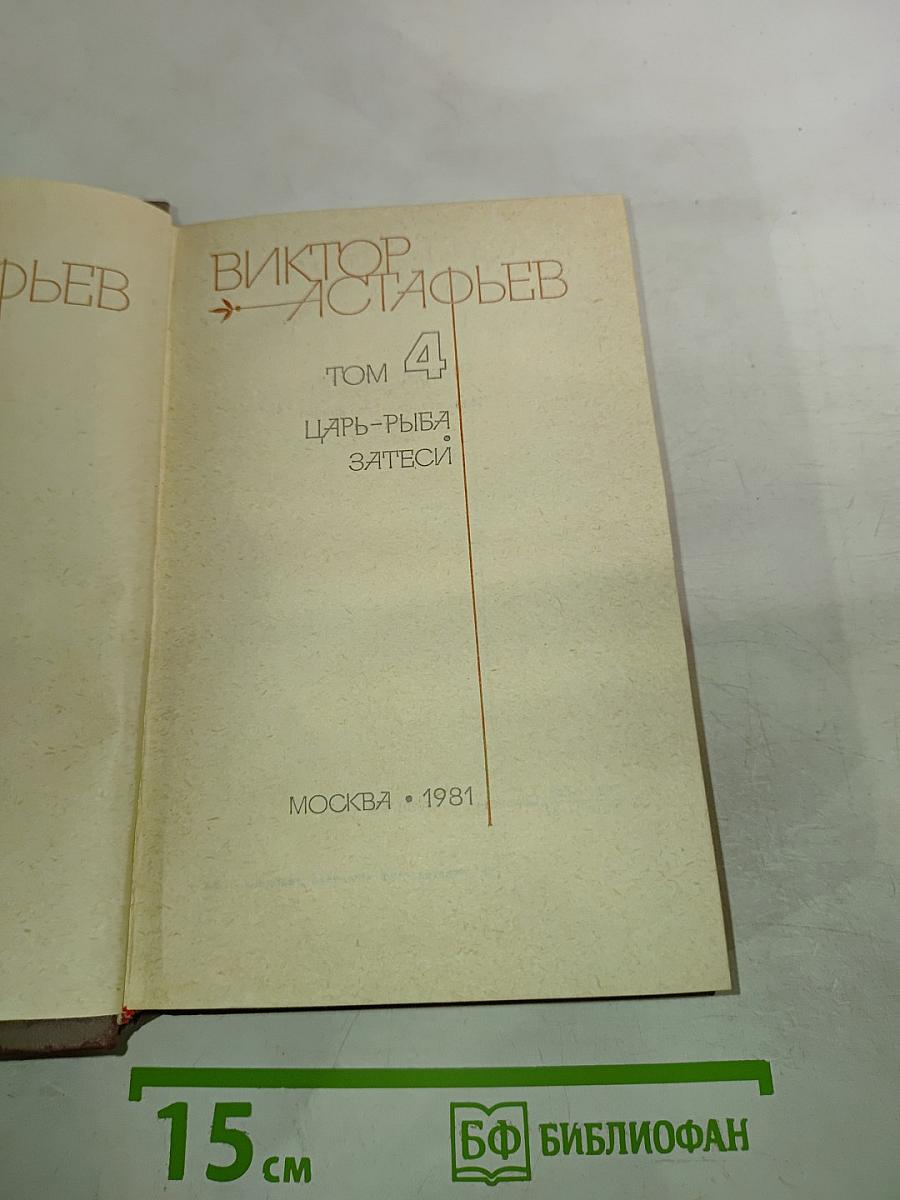 ФЬЕВ
ВИКТОР
АСТАФЬЕВ
ТОМ 4
ЦАРЬ-РЫБА
ЗАТЕСИ
МОСКВА • 1981
15 см
БФ БИБЛИОФАН